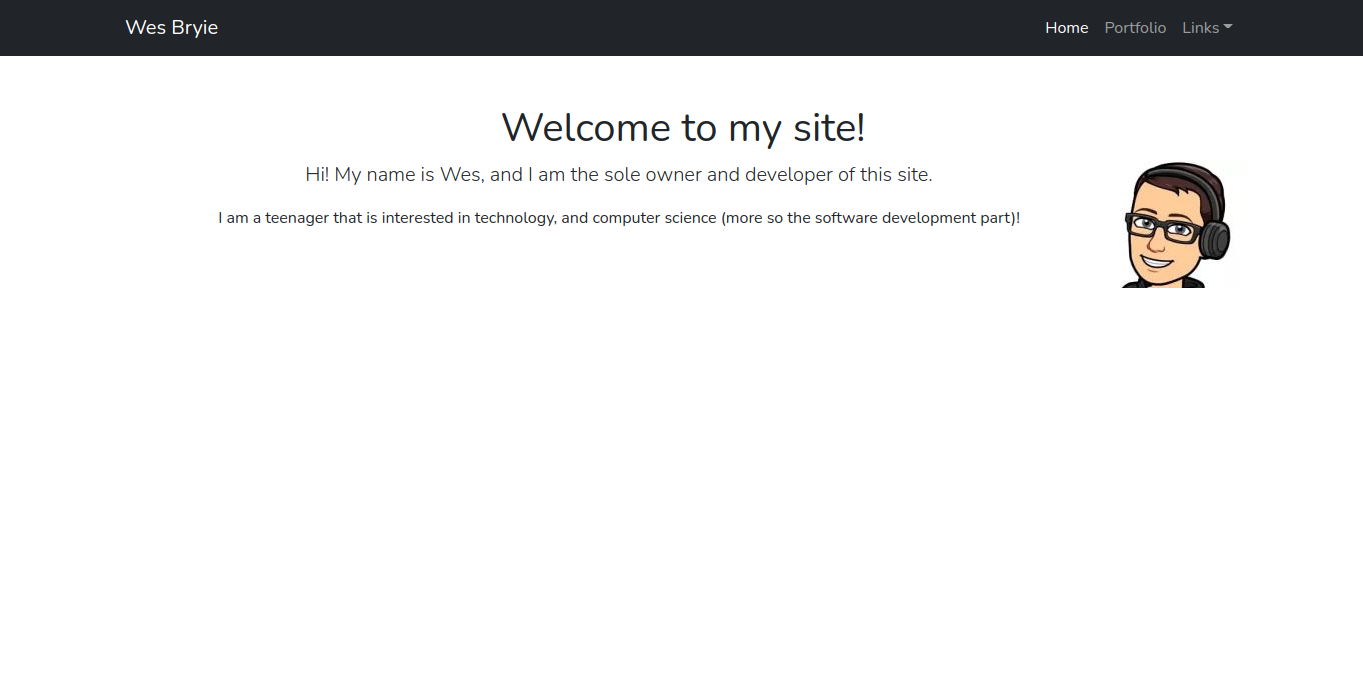 Wes Bryie Home Portfolio Links
Welcome to my site!
Hi! My name is Wes, and I am the sole owner and developer of this site.
I am a teenager that is interested in technology, and computer science (more so the software development part)!